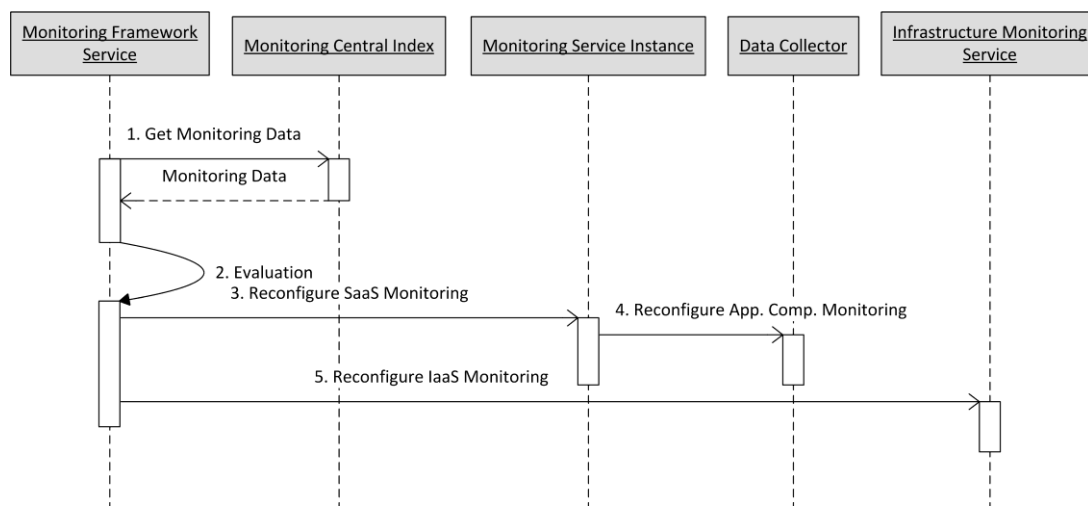 Monitoring Framework
Service
Monitoring Central Index
Monitoring Service Instance
Data Collector
Infrastructure Monitoring
Service
1. Get Monitoring Data
Monitoring Data
2. Evaluation
3. Reconfigure SaaS Monitoring
4. Reconfigure App. Comp. Monitoring
5. Reconfigure IaaS Monitoring